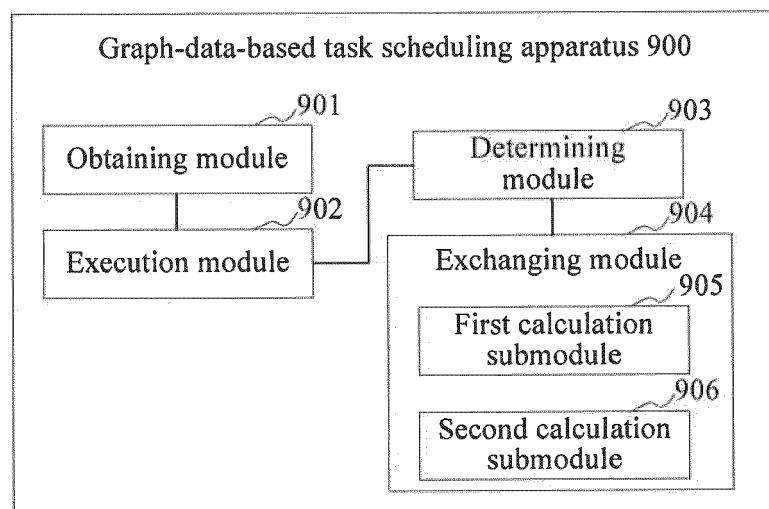 Graph-data-based task scheduling apparatus 900
901
Obtaining module
902
Execution module
903
Determining
module
904
Exchanging module
905
First calculation
submodule
906
Second calculation
submodule